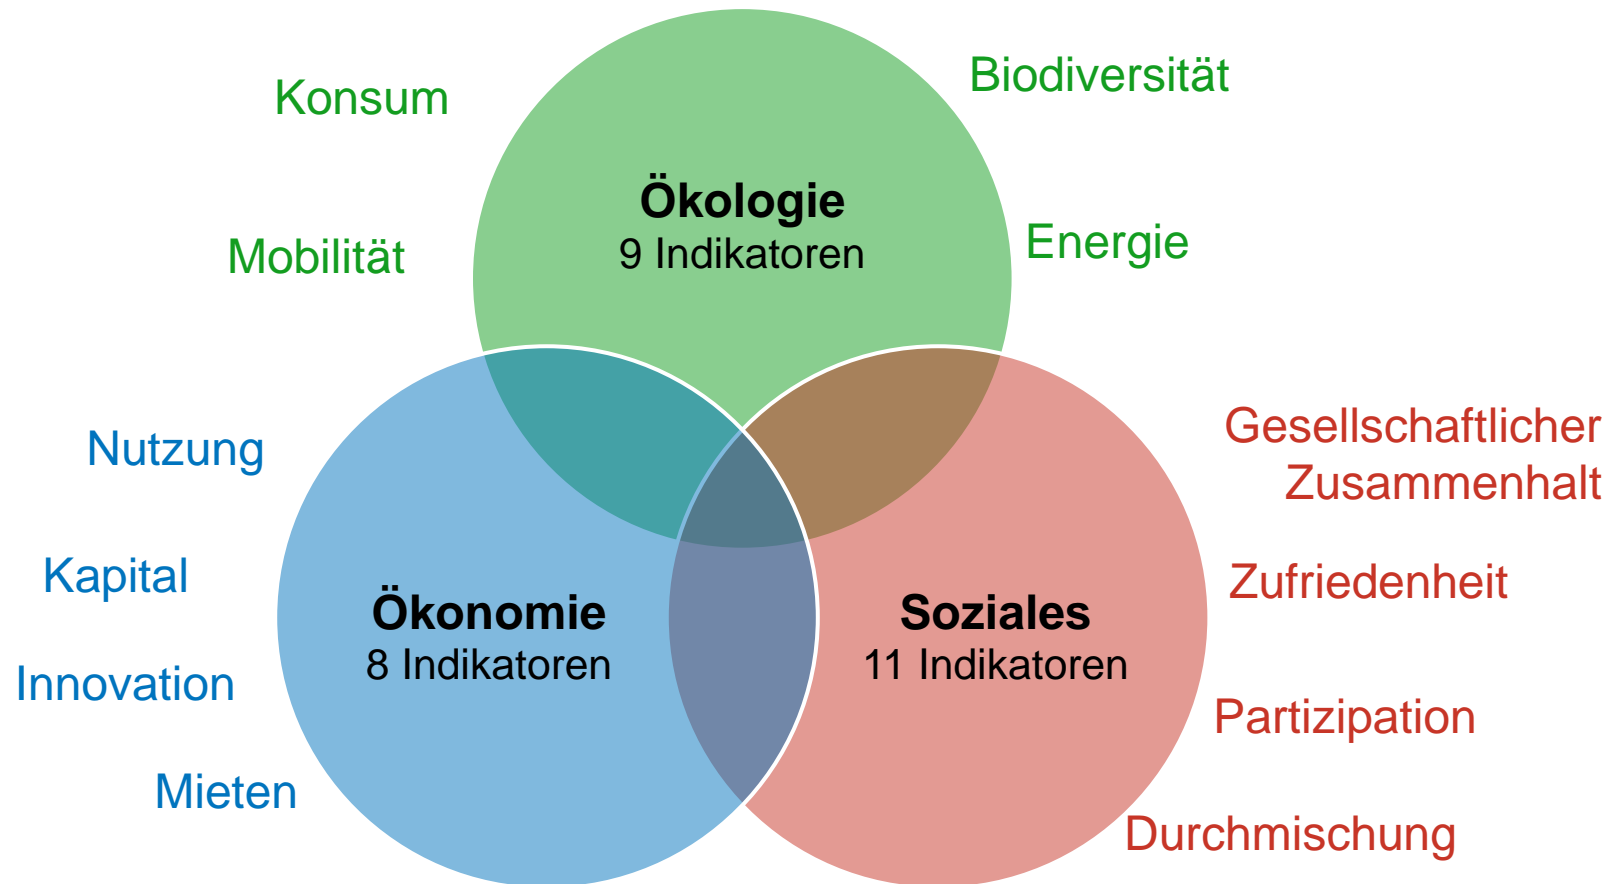 Konsum
Biodiversität
Ökologie
9 Indikatoren
Mobilität
Energie
Nutzung
Kapital
Innovation
Mieten
Ökonomie
8 Indikatoren
Soziales
11 Indikatoren
Gesellschaftlicher
Zusammenhalt
Zufriedenheit
Partizipation
Durchmischung